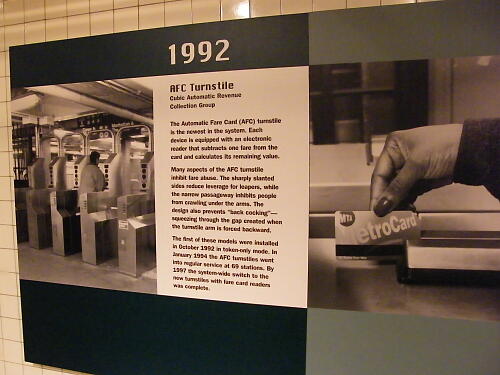 1992
AFC Turnstile
Cubic Automatic Revenue
Collection Group
The Automatic Fare Card (AFC) turnstile
is the newest in the system. Each
device is equipped with an electronic
reader that subtracts one fare from the
card and calculates its remaining value.
Many aspects of the AFC turnstile
inhibit fare abuse. The sharply slanted
sides reduce leverage for leapers, while
the narrow passageway inhibits people
from crawling under the arms. The
design also prevents "back cocking"—
squeezing through the gap created when
the turnstile arm is forced backward.
The first of these models were installed
in October 1992 in token-only mode. In
January 1994 the AFC turnstiles went
into regular service at 69 stations. By
1997 the system-wide switch to the
new turnstiles with fare card readers
was complete.
MTA
etroCard